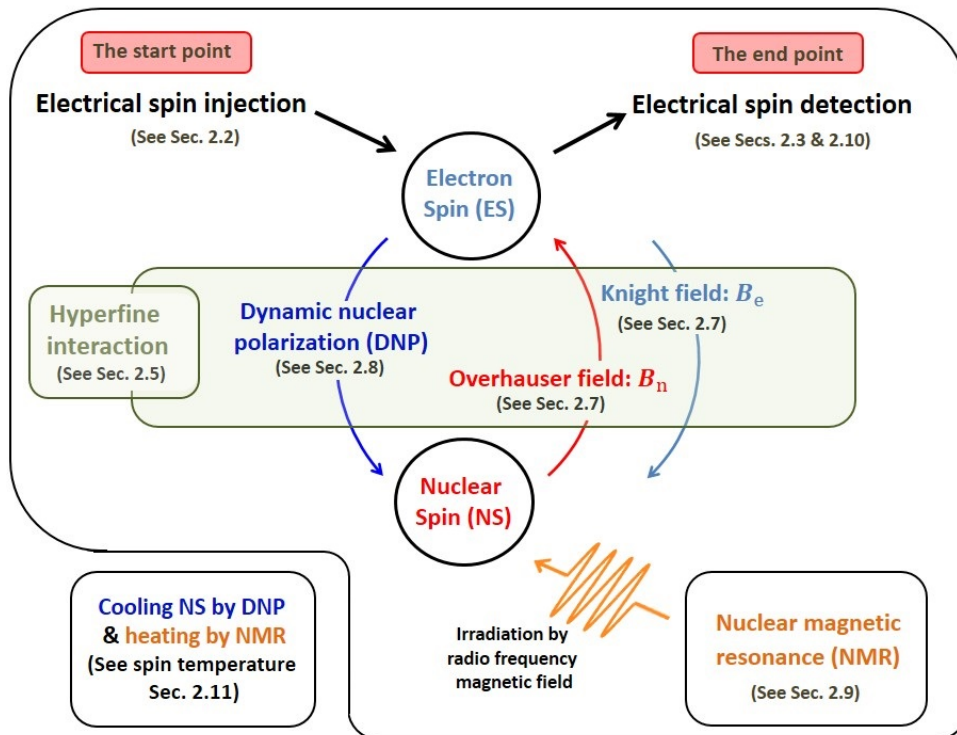 The start point
Electrical spin injection
(See Sec. 2.2)
The end point
Electrical spin detection
(See Secs. 2.3 & 2.10)
Electron
Spin (ES)
Hyperfine
interaction
(See Sec. 2.5)
Dynamic nuclear
polarization (DNP)
(See Sec. 2.8)
Knight field: Bₑ
(See Sec. 2.7)
Overhauser field: Bₙ
(See Sec. 2.7)
Nuclear
Spin (NS)
Cooling NS by DNP
& heating by NMR
(See spin temperature
Sec. 2.11)
Irradiation by
radio frequency
magnetic field
Nuclear magnetic
resonance (NMR)
(See Sec. 2.9)